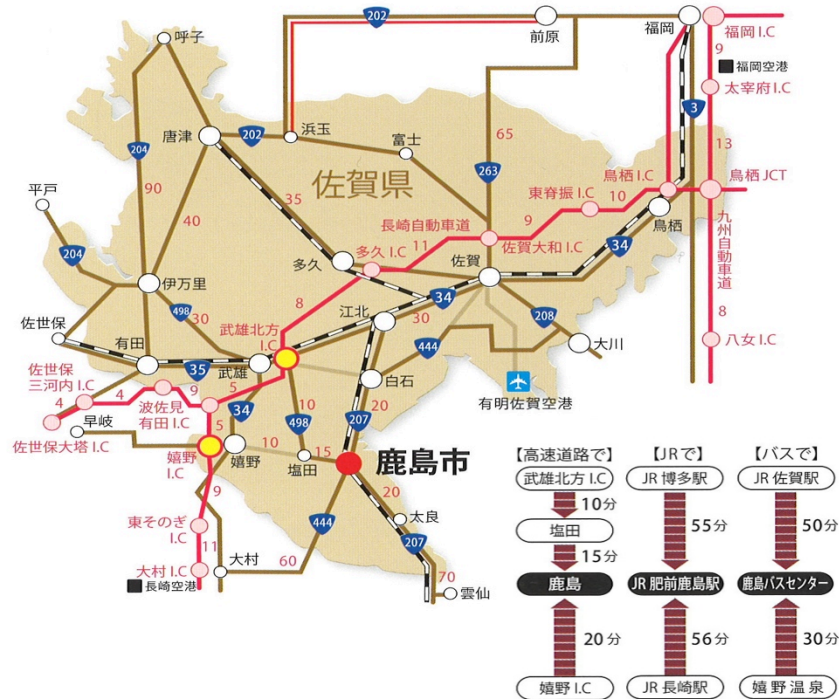 呼子
202
前原
福岡
福岡 I.C
9
福岡空港
太宰府 I.C
3
13
唐津
202
浜玉
富士
65
263
204
90
40
35
佐賀県
平戸
204
鳥栖 I.C
鳥栖 JCT
東脊振 I.C
10
9
長崎自動車道
11
佐賀大和 I.C
鳥栖
九州自動車道
34
多久
多久 I.C
佐賀
伊万里
498
30
8
34
江北
30
208
佐世保
有田
武雄北方
I.C
444
大川
8
八女 I.C
35
武雄
白石
有明佐賀空港
佐世保
三河内 I.C
5
34
10
498
20
207
4
4
9
波佐見
有田 I.C
5
早岐
佐世保大塔 I.C
嬉野
I.C
嬉野
10
塩田
15
鹿島市
9
東そのぎ
I.C
11
大村 I.C
長崎空港
大村
60
444
20
太良
207
70
雲仙
【高速道路で】
武雄北方 I.C
10分
塩田
15分
鹿島
20分
嬉野 I.C
【JRで】
JR 博多駅
55分
JR 肥前鹿島駅
56分
JR 長崎駅
【バスで】
JR 佐賀駅
50分
鹿島バスセンター
30分
嬉野温泉